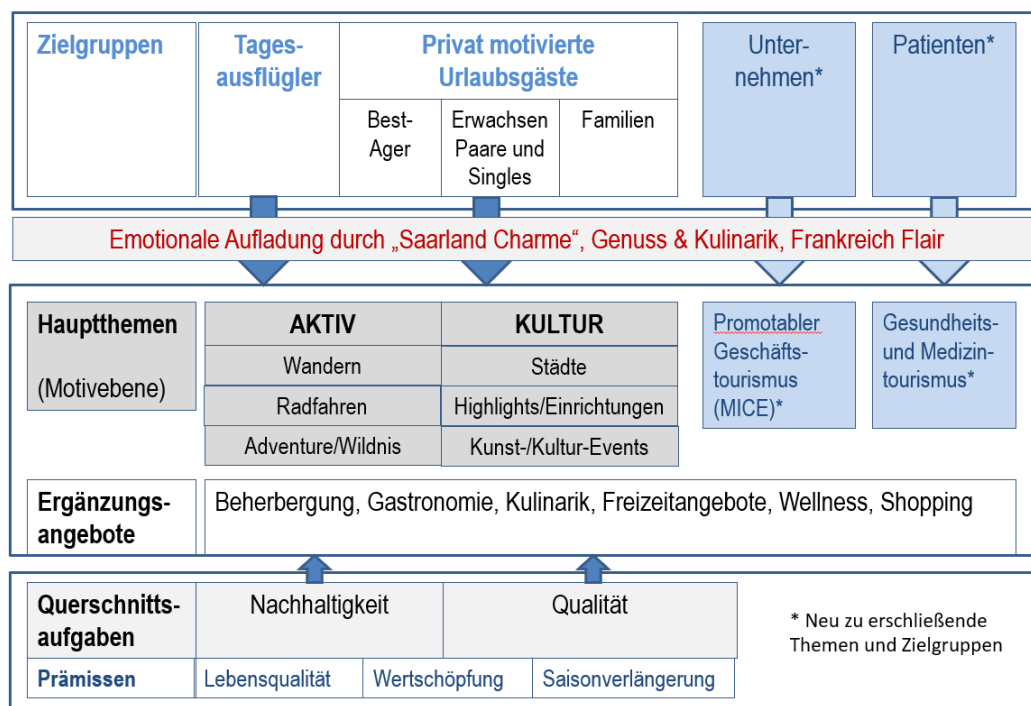 Zielgruppen
Tages-
ausflügler
Privat motivierte
Urlaubsgäste
Best-
Ager
Erwachsen
Paare und
Singles
Familien
Unter-
nehmen*
Patienten*
Emotionale Aufladung durch „Saarland Charme“, Genuss & Kulinarik, Frankreich Flair
Hauptthemen
(Motivebene)
AKTIV
Wandern
Radfahren
Adventure/Wildnis
KULTUR
Städte
Highlights/Einrichtungen
Kunst-/Kultur-Events
Promotabler
Geschäfts-
tourismus
(MICE)*
Gesundheits-
und Medizin-
tourismus*
Ergänzungs-
angebote
Beherbergung, Gastronomie, Kulinarik, Freizeitangebote, Wellness, Shopping
Querschnitts-
aufgaben
Nachhaltigkeit
Qualität
Prämissen
Lebensqualität
Wertschöpfung
Saisonverlängerung
* Neu zu erschließende
Themen und Zielgruppen